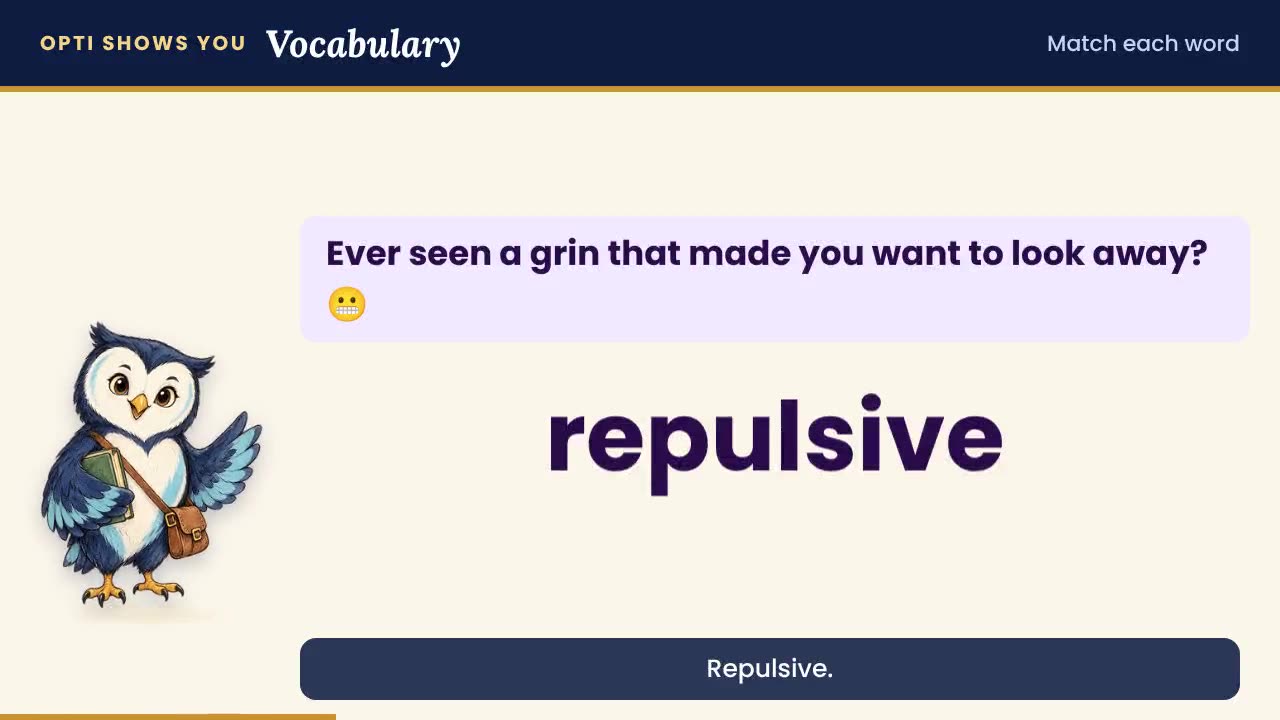 OPTI SHOWS YOU Vocabulary
Match each word
Ever seen a grin that made you want to look away?
😬
repulsive
Repulsive.